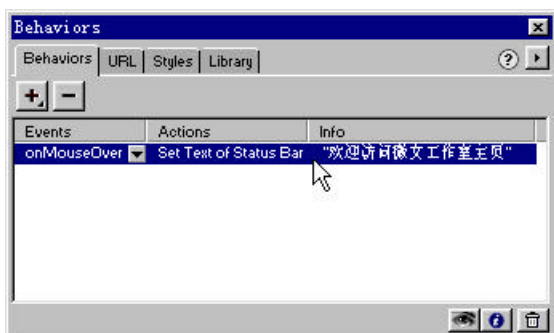 Behaviors
Behaviors URL Styles Library
Events Actions Info
onMouseOver Set Text of Status Bar "欢迎访问薇文工作室主页"